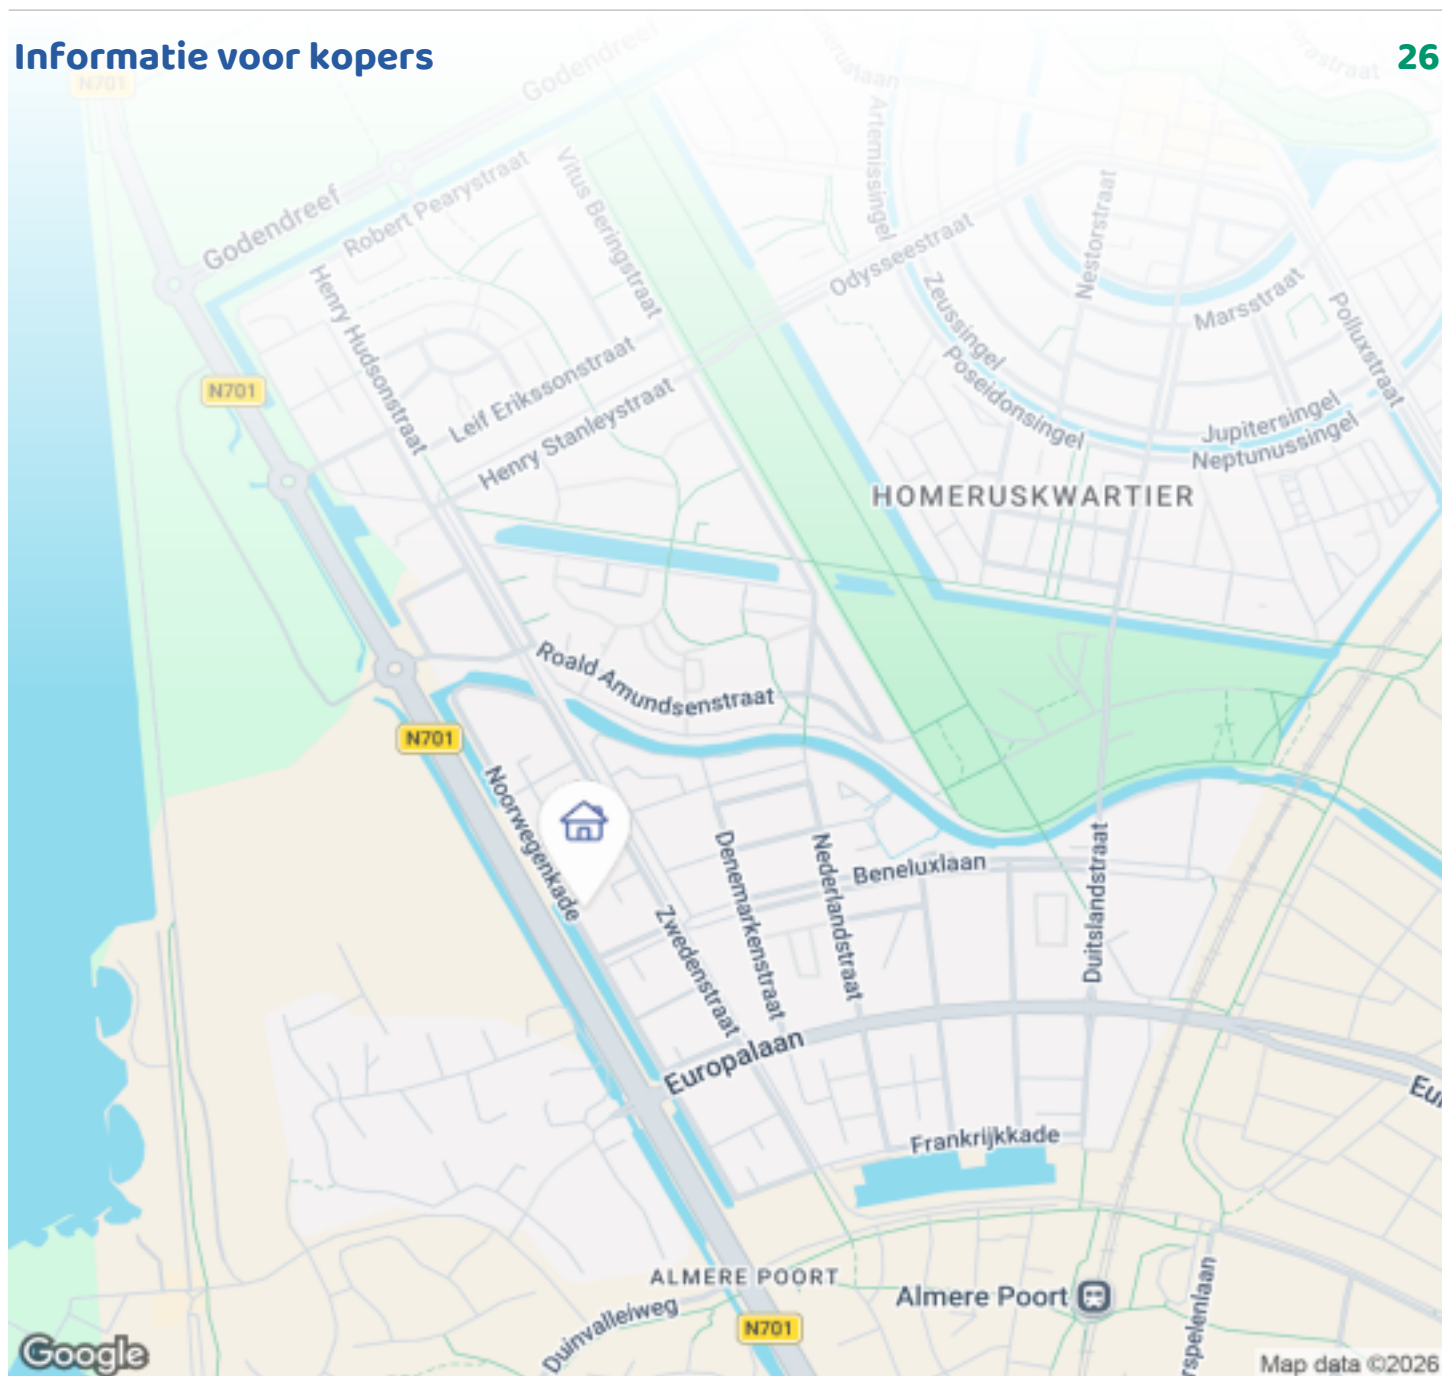 Informatie voor kopers
26
N701
Godendreef
Artemissingel
Robert Pearystraat
Vitus Beringstraat
Godendreef
Nestorstraat
Odysseestraat
Henry Hudsonstraat
Zeussingel
Marsstraat
Polluxstraat
Leif Erikssonstraat
N701
Poseidonsingel
Henry Stanleystraat
Jupitersingel
Neptunussingel
HOMERUSKWARTIER
Roald Amundsenstraat
N701
Noorwegenkade
Denemarkenstraat
Nederlandstraat
Beneluxlaan
Duitslandstraat
Zwedenstraat
Europalaan
Frankrijkkade
ALMERE POORT
Almere Poort
Duinvalleiweg
N701
Google
Map data ©2026